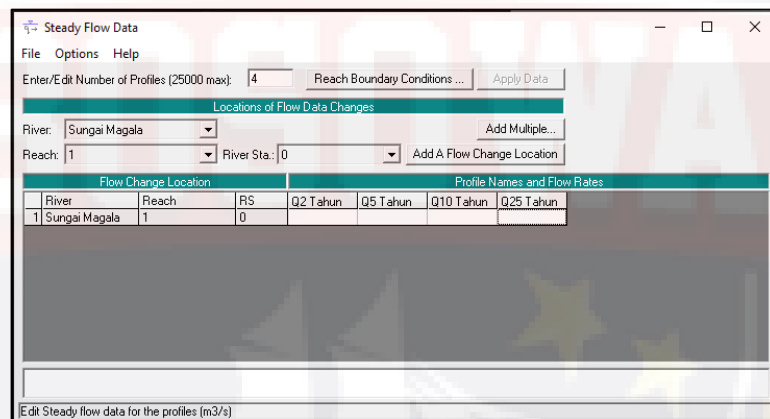 Steady Flow Data
File Options Help
Enter/Edit Number of Profiles (25000 max): 4 Reach Boundary Conditions ... Apply Data
Locations of Flow Data Changes
River: Sungai Magala Add Multiple...
Reach: 1 River Sta.: 0 Add A Flow Change Location
Flow Change Location Profile Names and Flow Rates
River Reach RS Q2 Tahun Q5 Tahun Q10 Tahun Q25 Tahun
1 Sungai Magala 1 0
Edit Steady flow data for the profiles (m3/s)